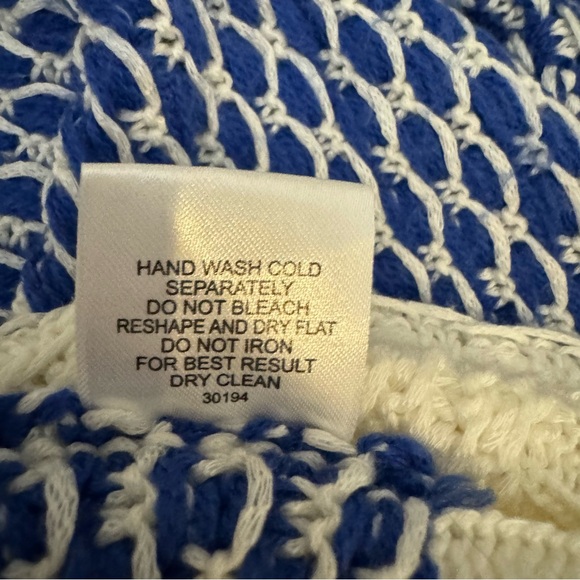 HAND WASH COLD
SEPARATELY
DO NOT BLEACH
RESHAPE AND DRY FLAT
DO NOT IRON
FOR BEST RESULT
DRY CLEAN
30194